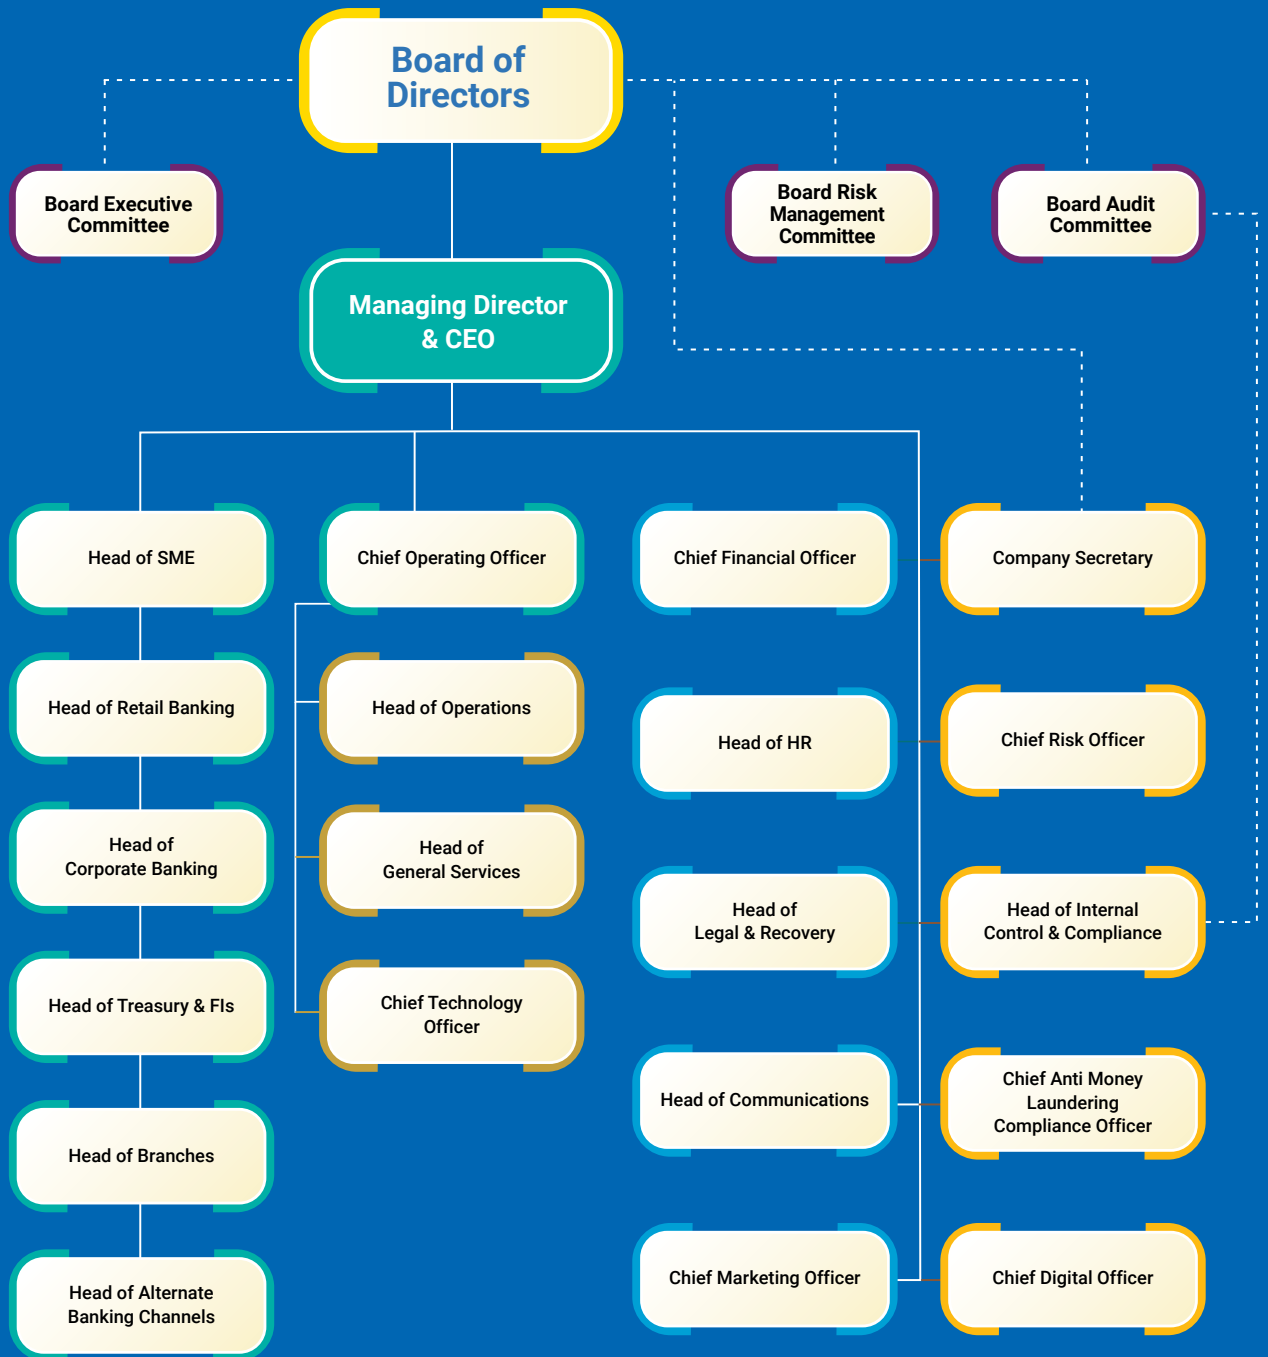 Board of
Directors
Board Executive
Committee
Board Risk
Management
Committee
Board Audit
Committee
Managing Director
& CEO
Head of SME
Chief Operating Officer
Chief Financial Officer
Company Secretary
Head of Retail Banking
Head of Operations
Head of HR
Chief Risk Officer
Head of
Corporate Banking
Head of
General Services
Head of
Legal & Recovery
Head of Internal
Control & Compliance
Head of Treasury & FIs
Chief Technology
Officer
Head of Communications
Chief Anti Money
Laundering
Compliance Officer
Head of Branches
Chief Marketing Officer
Chief Digital Officer
Head of Alternate
Banking Channels